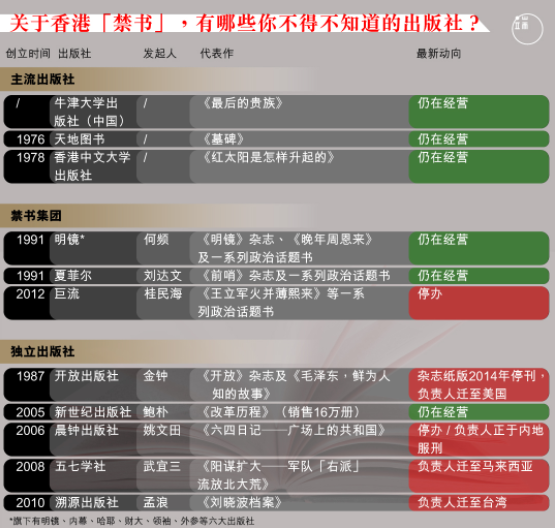 关于香港「禁书」，有哪些你不得不知道的出版社？
创立时间 出版社 发起人 代表作 最新动向
主流出版社
/ 牛津大学出版社（中国） / 《最后的贵族》 仍在经营
1976 天地图书 / 《墓碑》 仍在经营
1978 香港中文大学出版社 / 《红太阳是怎样升起的》 仍在经营
禁书集团
1991 明镜* 何频 《明镜》杂志、《晚年周恩来》及一系列政治话题书 仍在经营
1991 夏菲尔 刘达文 《前哨》杂志及一系列政治话题书 仍在经营
2012 巨流 桂民海 《王立军火并薄熙来》等一系列政治话题书 停办
独立出版社
1987 开放出版社 金钟 《开放》杂志及《毛泽东，鲜为人知的故事》 杂志纸版2014年停刊，负责人迁至美国
2005 新世纪出版社 鲍朴 《改革历程》（销售16万册） 仍在经营
2006 晨钟出版社 姚文田 《六四日记──广场上的共和国》 停办 / 负责人正于内地服刑
2008 五七学社 武宜三 《阳谋扩大──军队「右派」流放北大荒》 负责人迁至马来西亚
2010 溯源出版社 孟浪 《刘晓波档案》 负责人迁至台湾
*旗下有明镜、内幕、哈耶、财大、领袖、外参等六大出版社